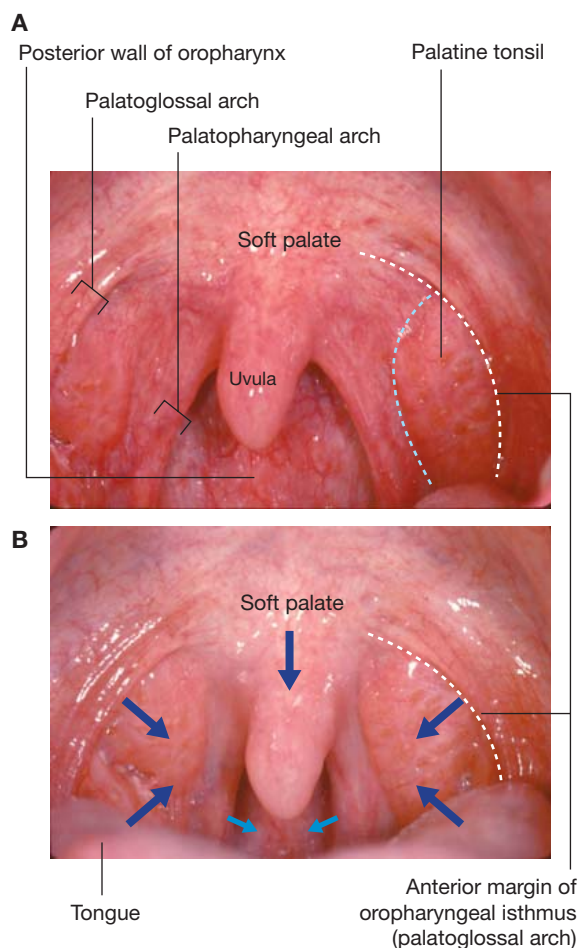 A
Posterior wall of oropharynx
Palatine tonsil
Palatoglossal arch
Palatopharyngeal arch
Soft palate
Uvula
B
Soft palate
Tongue
Anterior margin of
oropharyngeal isthmus
(palatoglossal arch)